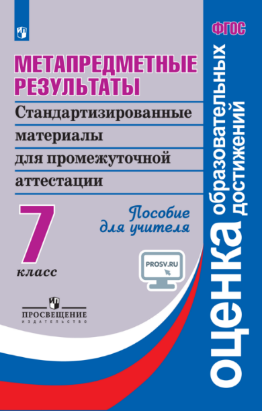 ФГОС
МЕТАПРЕДМЕТНЫЕ
РЕЗУЛЬТАТЫ
Стандартизированные
материалы
для промежуточной
аттестации
Пособие
для учителя
7
класс
PROSV.RU
ПРОСВЕЩЕНИЕ
ИЗДАТЕЛЬСТВО
оценка
образовательных
достижений